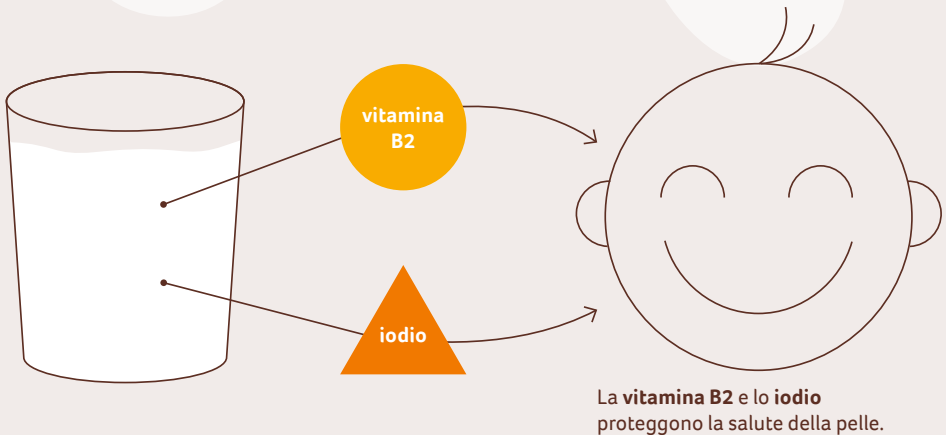 vitamina
B2
iodio
La vitamina B2 e lo iodio
proteggono la salute della pelle.